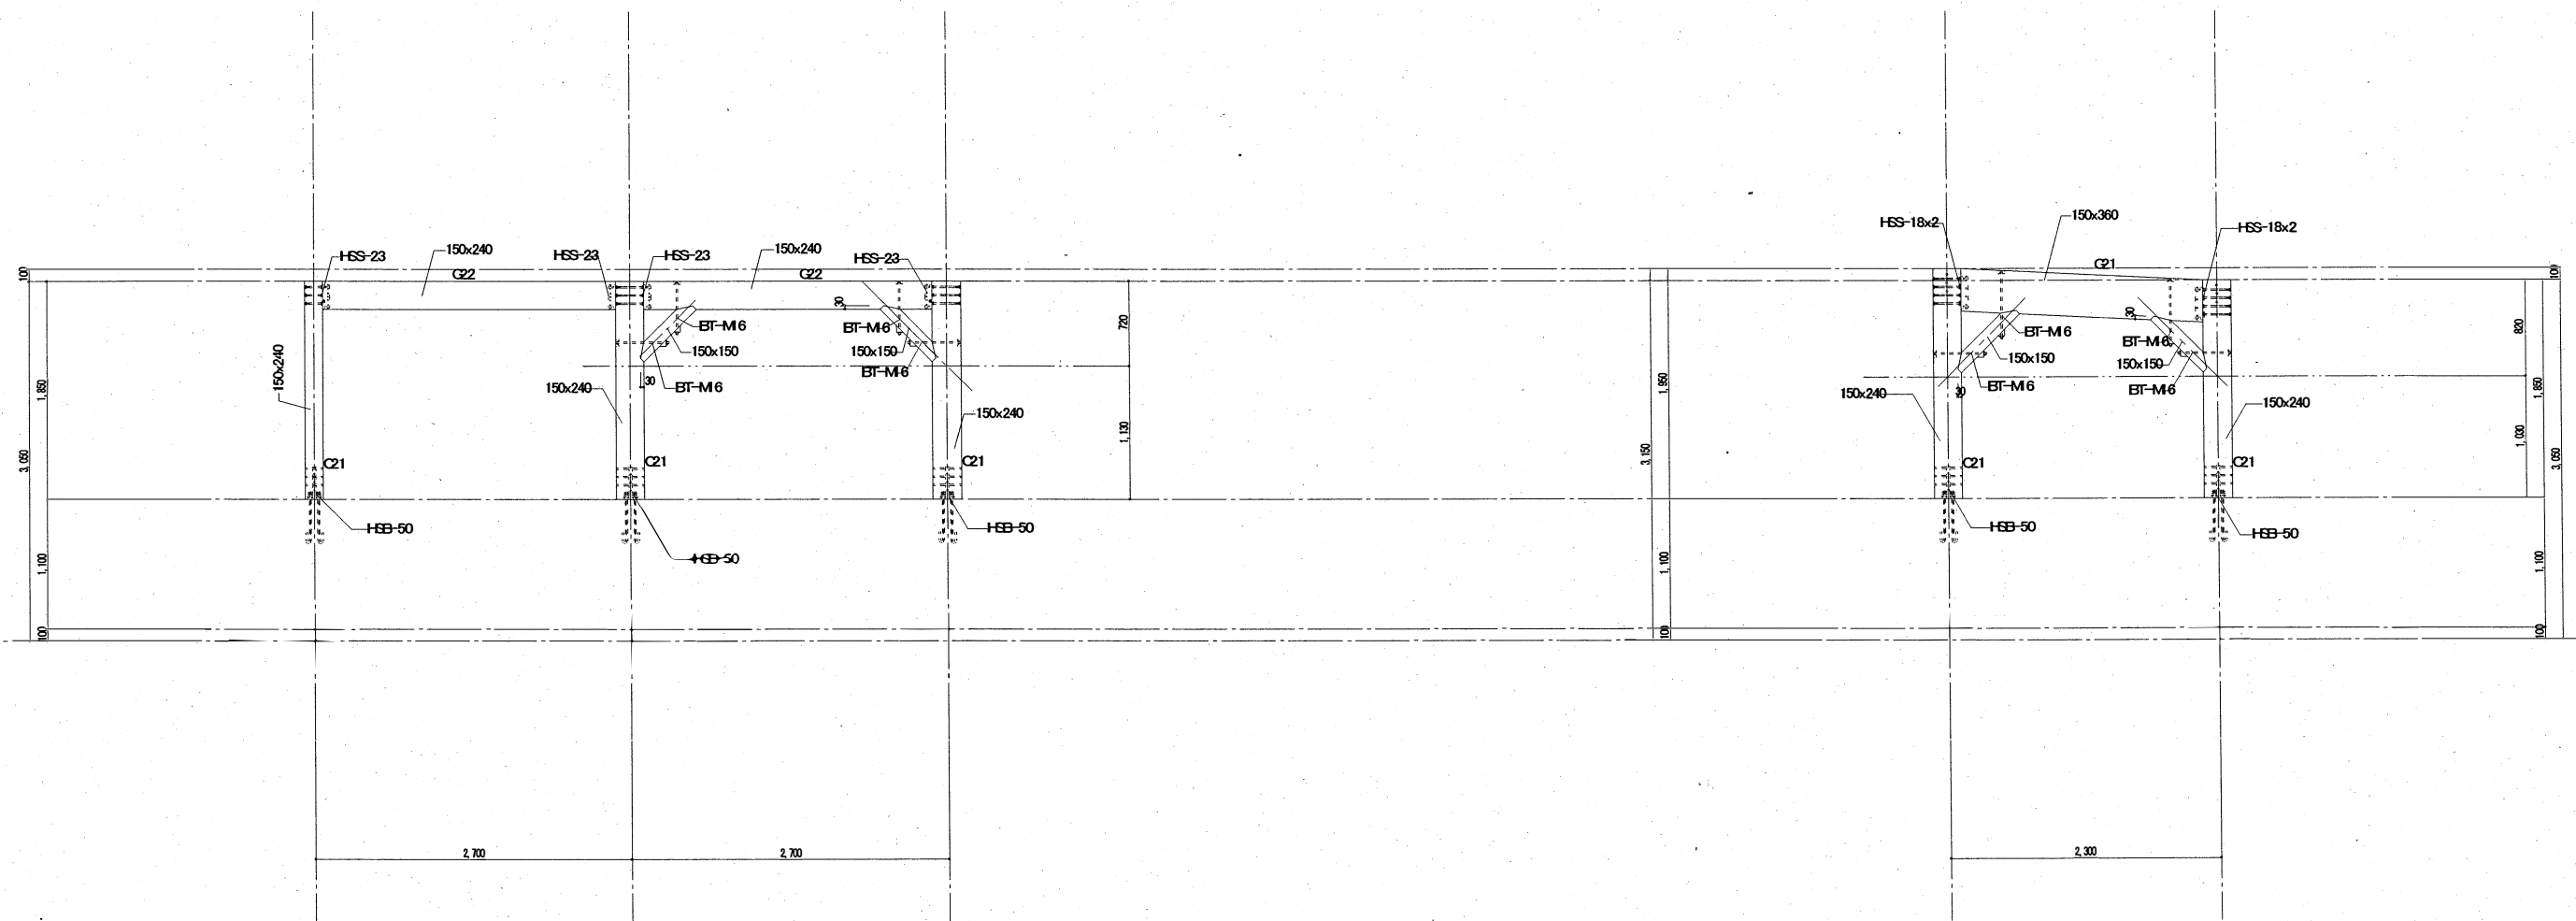 HSS-23
150x240
HSS-23
HSS-23
150x240
HSS-23
100
G22
G22
30
BT-M16
BT-M16
720
150x150
150x150
BT-M16
BT-M16
30
150x240
150x240
150x240
1,850
3,050
1,130
C21
C21
C21
HSB-50
HSB-50
1,100
100
2,700
2,700
HSS-18x2
150x360
HSS-18x2
G21
100
30
BT-M16
BT-M16
820
150x150
150x150
BT-M16
BT-M16
30
150x240
150x240
1,950
3,150
1,850
1,030
3,050
C21
C21
HSB-50
HSB-50
1,100
1,100
100
100
2,300